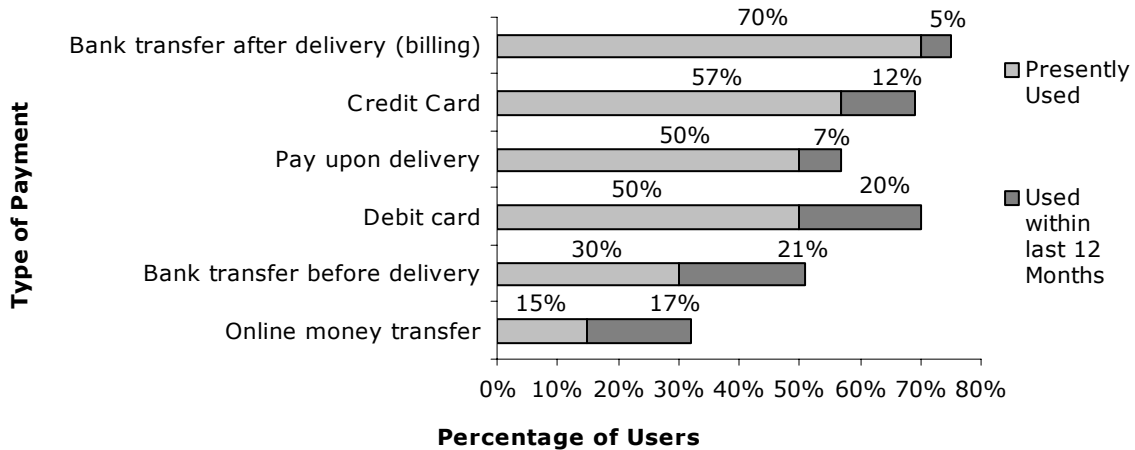 70% 5%
Bank transfer after delivery (billing)
57% 12%
Credit Card
50% 7%
Pay upon delivery
50% 20%
Debit card
30% 21%
Bank transfer before delivery
15% 17%
Online money transfer
0% 10% 20% 30% 40% 50% 60% 70% 80%
Percentage of Users
Type of Payment
Presently
Used
Used
within
last 12
Months